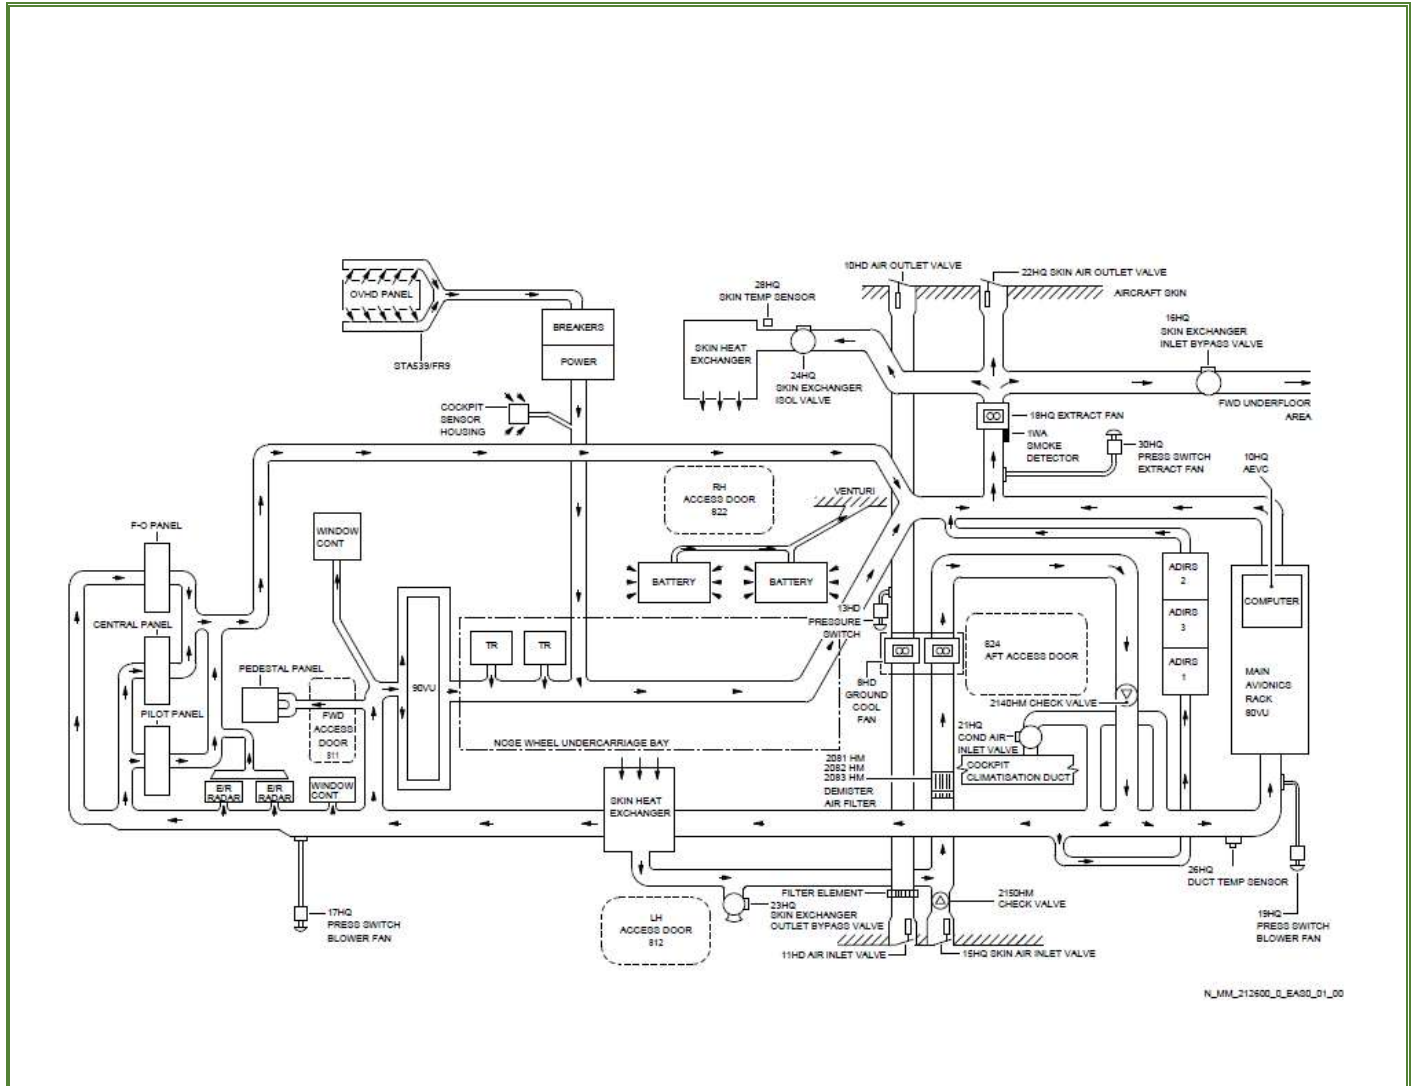 10HD AIR OUTLET VALVE
22HQ SKIN AIR OUTLET VALVE
28HQ
SKIN TEMP SENSOR
AIRCRAFT SKIN
OVHD PANEL
BREAKERS
POWER
STA539/FR9
SKIN HEAT
EXCHANGER
16HQ
SKIN EXCHANGER
INLET BYPASS VALVE
24HQ
SKIN EXCHANGER
ISOL VALVE
FWD UNDERFLOOR
AREA
COCKPIT
SENSOR
HOUSING
18HQ EXTRACT FAN
1WA
SMOKE
DETECTOR
30HQ
PRESS SWITCH
EXTRACT FAN
10HQ
AEVC
RH
ACCESS DOOR
822
VENTURI
F-O PANEL
WINDOW
CONT
BATTERY
BATTERY
ADIRS
2
COMPUTER
CENTRAL PANEL
13HD
PRESSURE
SWITCH
ADIRS
3
TR
TR
824
AFT ACCESS DOOR
ADIRS
1
PEDESTAL PANEL
90VU
8HD
GROUND
COOL
FAN
MAIN
AVIONICS
RACK
80VU
PILOT PANEL
FWD
ACCESS
DOOR
811
2140HM CHECK VALVE
21HQ
COND AIR
INLET VALVE
NOSE WHEEL UNDERCARRIAGE BAY
2081 HM
2082 HM
2083 HM
DEMISTER
AIR FILTER
COCKPIT
CLIMATISATION DUCT
E/R
RADAR
E/R
RADAR
WINDOW
CONT
SKIN HEAT
EXCHANGER
26HQ
DUCT TEMP SENSOR
FILTER ELEMENT
2150HM
CHECK VALVE
17HQ
PRESS SWITCH
BLOWER FAN
LH
ACCESS DOOR
812
23HQ
SKIN EXCHANGER
OUTLET BYPASS VALVE
19HQ
PRESS SWITCH
BLOWER FAN
11HD AIR INLET VALVE
15HQ SKIN AIR INLET VALVE
N_MM_212600_0_EAS0_01_00